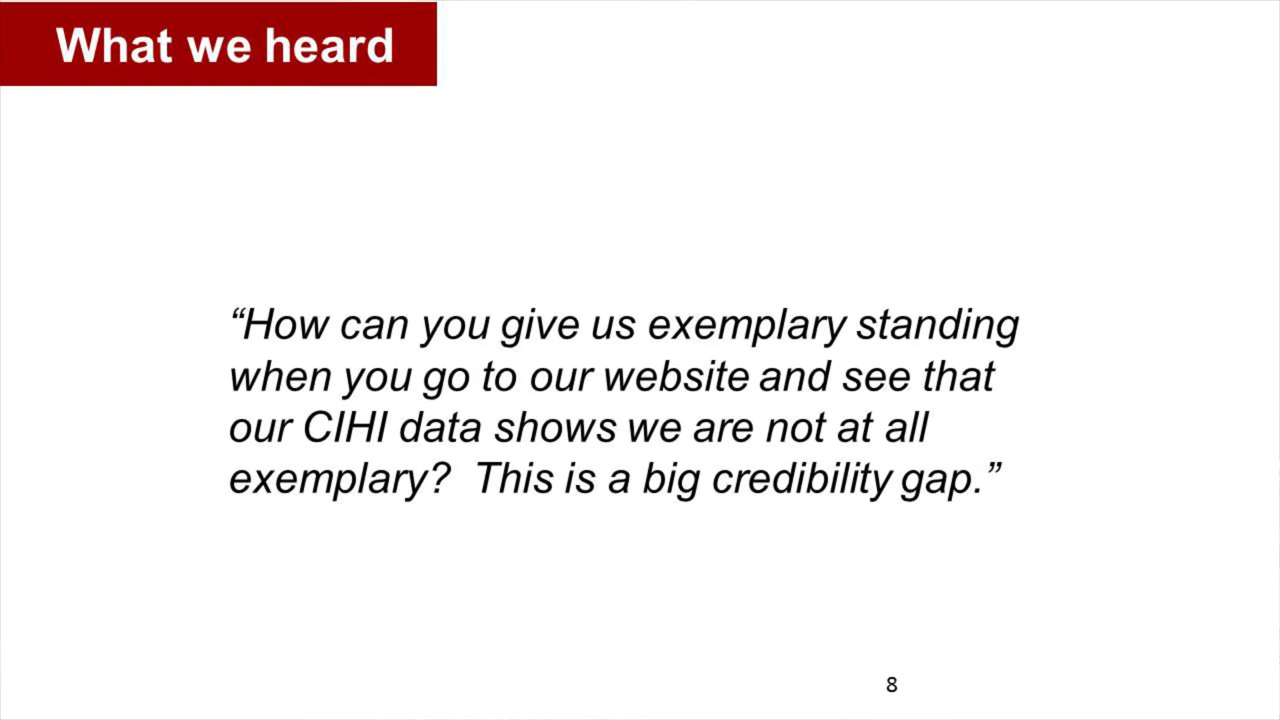 What we heard
“How can you give us exemplary standing
when you go to our website and see that
our CIHI data shows we are not at all
exemplary?  This is a big credibility gap.”
8